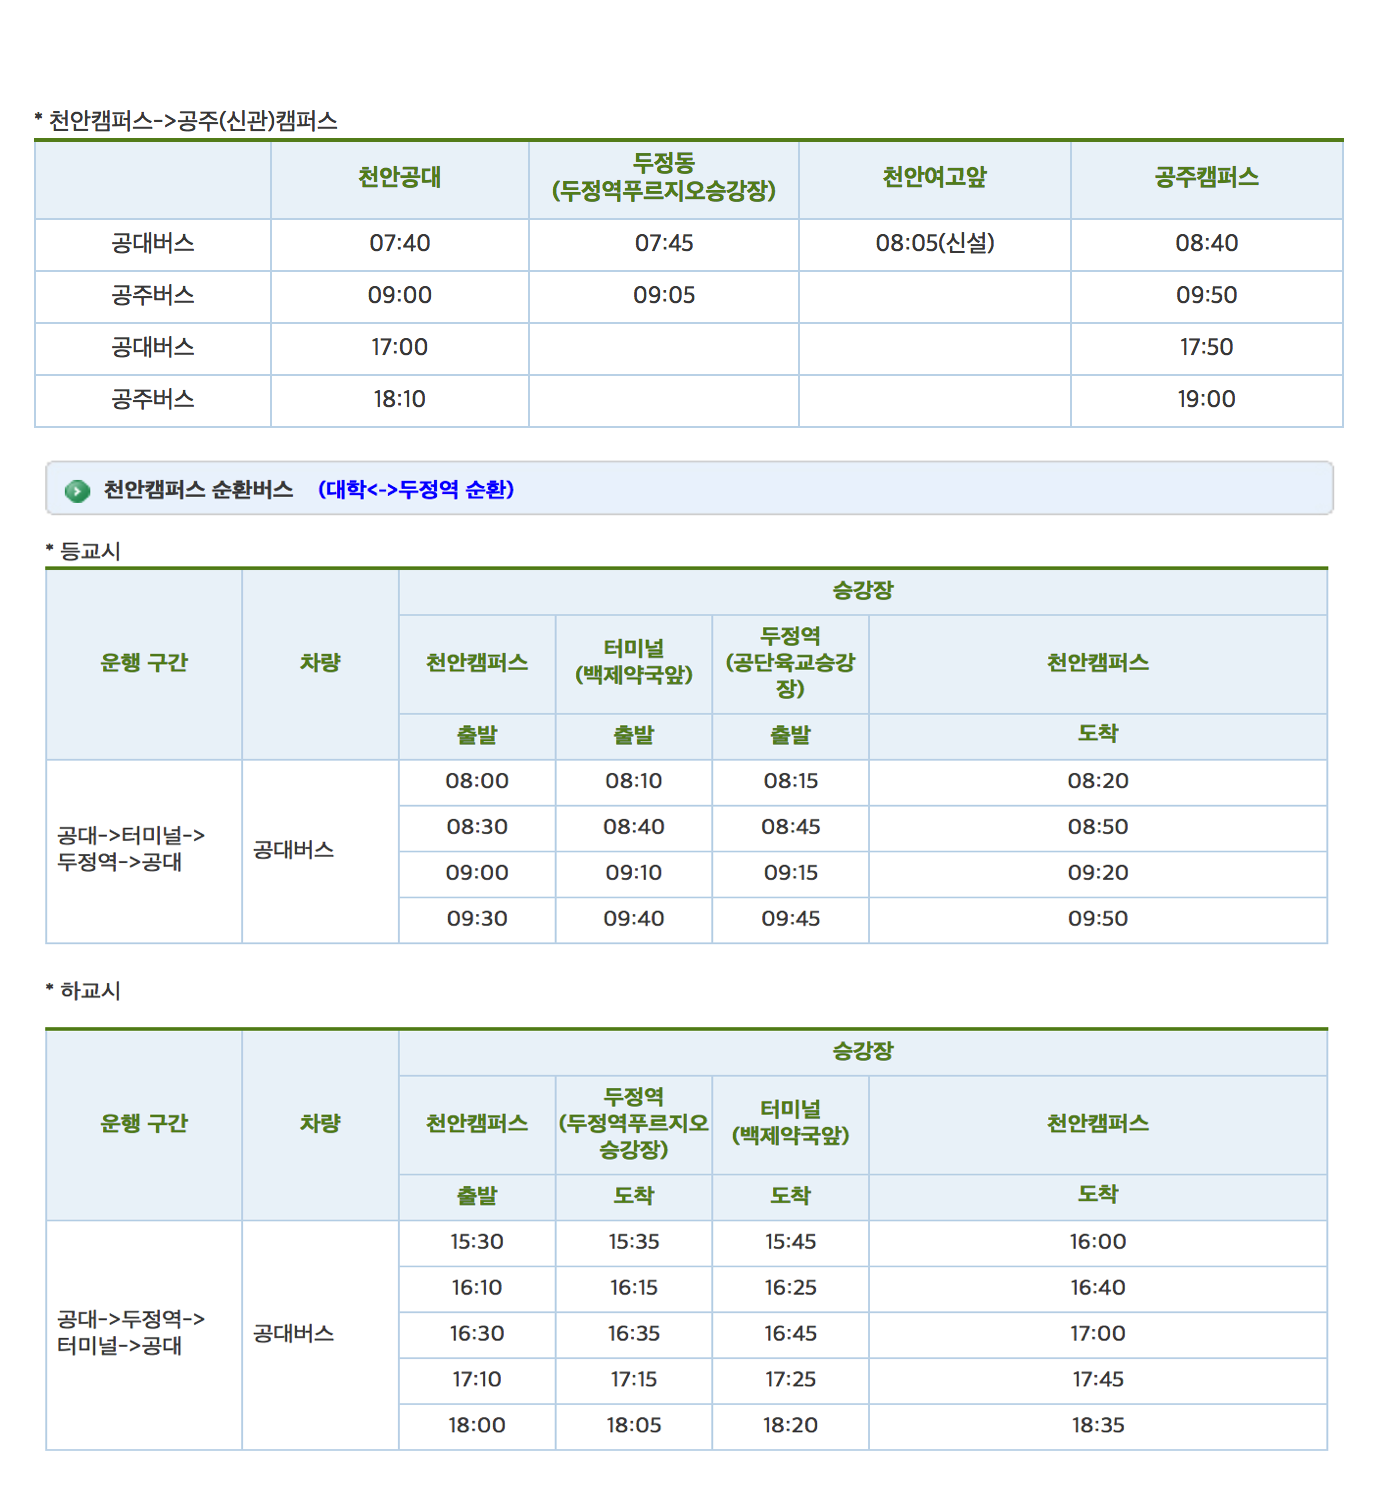 * 천안캠퍼스->공주(신관)캠퍼스
천안공대 두정동 (두정역푸르지오승강장) 천안여고앞 공주캠퍼스
공대버스 07:40 07:45 08:05(신설) 08:40
공주버스 09:00 09:05 09:50
공대버스 17:00 17:50
공주버스 18:10 19:00
천안캠퍼스 순환버스 (대학<->두정역 순환)
* 등교시
운행 구간 차량 승강장
천안캠퍼스 터미널 (백제약국앞) 두정역 (공단육교승강장) 천안캠퍼스
출발 출발 출발 도착
공대->터미널->
두정역->공대
공대버스
08:00 08:10 08:15 08:20
08:30 08:40 08:45 08:50
09:00 09:10 09:15 09:20
09:30 09:40 09:45 09:50
* 하교시
운행 구간 차량 승강장
천안캠퍼스 두정역 (두정역푸르지오 승강장) 터미널 (백제약국앞) 천안캠퍼스
출발 도착 도착 도착
공대->두정역->
터미널->공대
공대버스
15:30 15:35 15:45 16:00
16:10 16:15 16:25 16:40
16:30 16:35 16:45 17:00
17:10 17:15 17:25 17:45
18:00 18:05 18:20 18:35